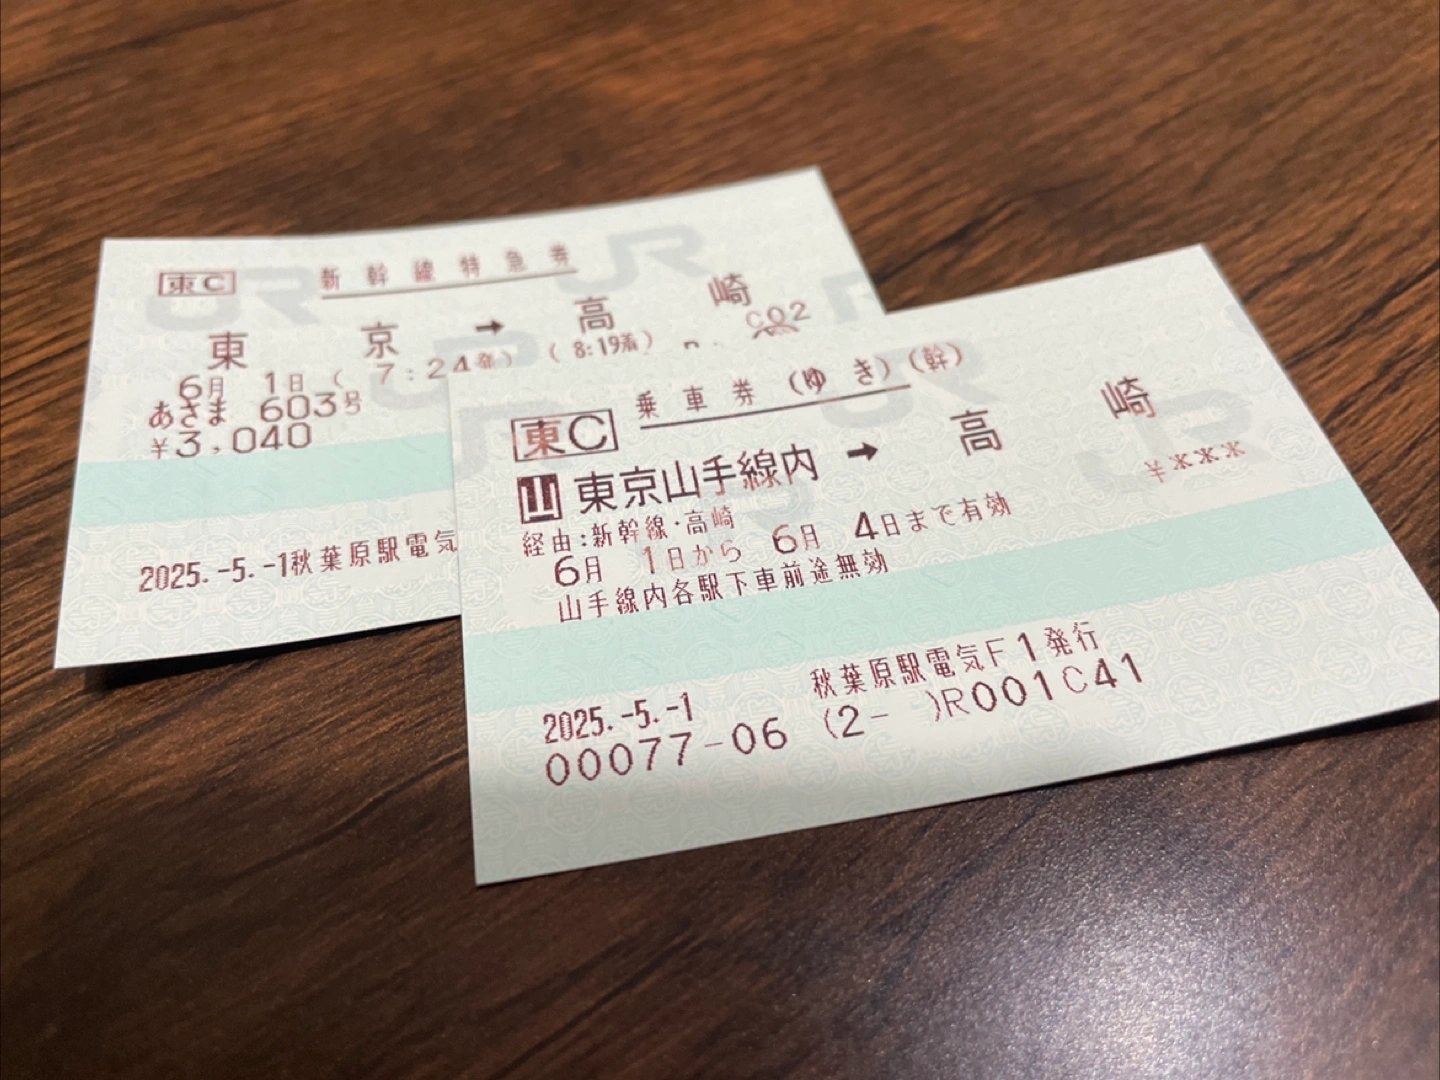 東C 新幹線特急券
東京 → 高崎
6月 1日 ( 7:24発) ( 8:19着) C02
あさま 603号
¥3,040
2025.-5.-1秋葉原駅電気
東C 乗車券 (ゆき) (幹)
山 東京山手線内 → 高崎
経由:新幹線・高崎 ¥***
6月 1日から 6月 4日まで有効
山手線内各駅下車前途無効
2025.-5.-1 秋葉原駅電気F1発行
00077-06 (2- )R001C41
JR